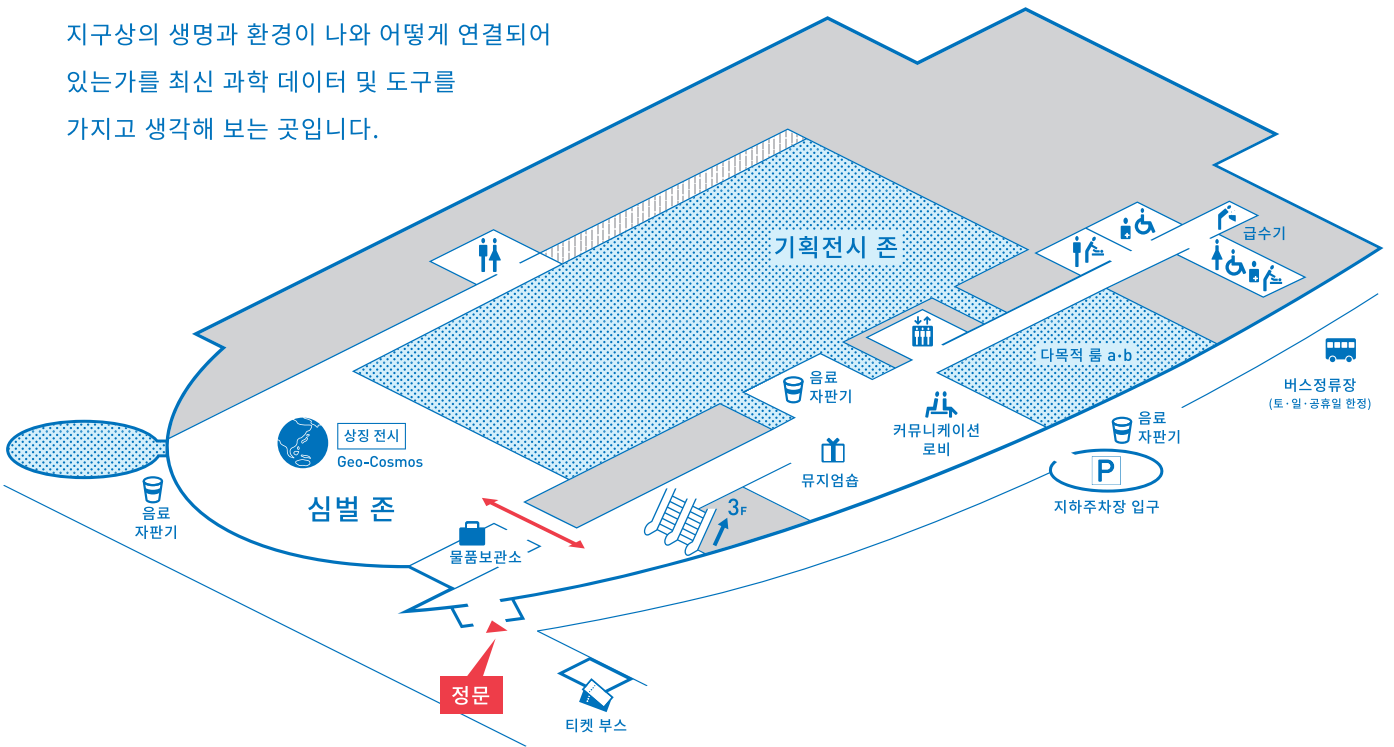 지구상의 생명과 환경이 나와 어떻게 연결되어
있는가를 최신 과학 데이터 및 도구를
가지고 생각해 보는 곳입니다.
기획전시 존
급수기
다목적 룸 a·b
버스정류장
(토·일·공휴일 한정)
음료
자판기
커뮤니케이션
로비
음료
자판기
P
지하주차장 입구
뮤지엄숍
상징 전시
Geo-Cosmos
심벌 존
3F
음료
자판기
물품보관소
정문
티켓 부스